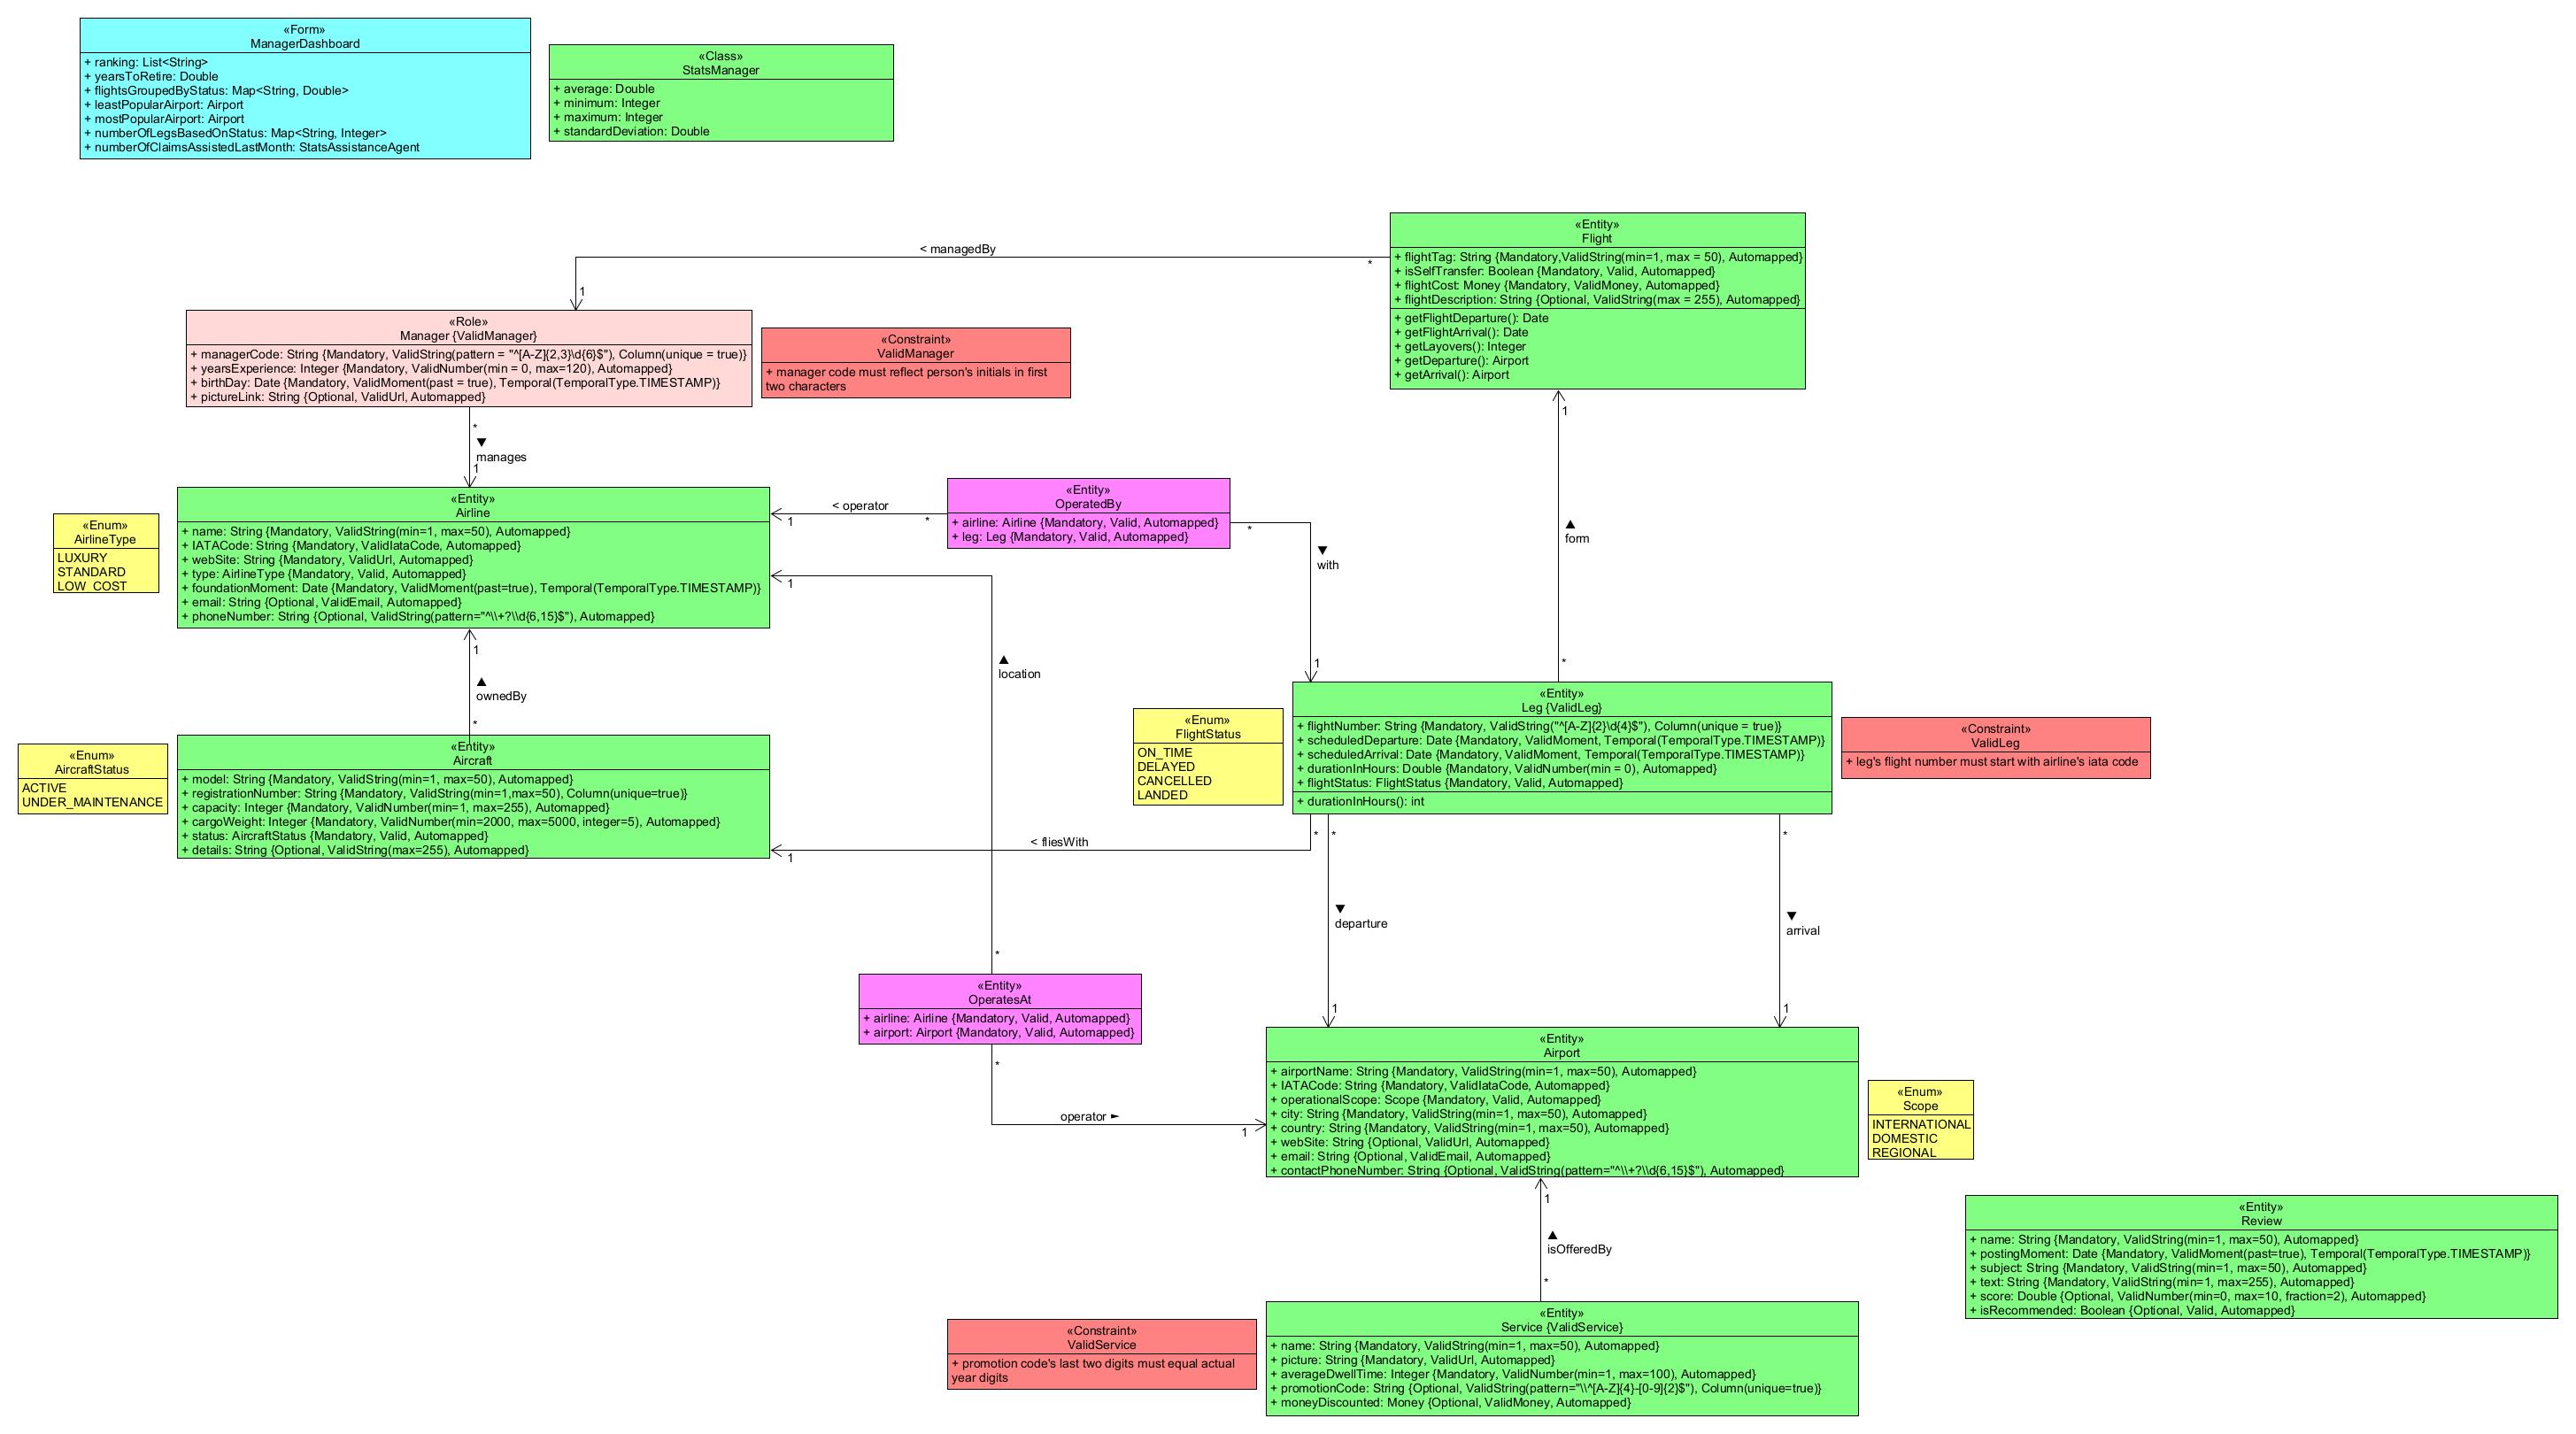 «Form»
ManagerDashboard
+ ranking: List<String>
+ yearsToRetire: Double
+ flightsGroupedByStatus: Map<String, Double>
+ leastPopularAirport: Airport
+ mostPopularAirport: Airport
+ numberOfLegsBasedOnStatus: Map<String, Integer>
+ numberOfClaimsAssistedLastMonth: StatsAssistanceAgent
«Class»
StatsManager
+ average: Double
+ minimum: Integer
+ maximum: Integer
+ standardDeviation: Double
«Entity»
Flight
+ flightTag: String {Mandatory,ValidString(min=1, max = 50), Automapped}
+ isSelfTransfer: Boolean {Mandatory, Valid, Automapped}
+ flightCost: Money {Mandatory, ValidMoney, Automapped}
+ flightDescription: String {Optional, ValidString(max = 255), Automapped}
+ getFlightDeparture(): Date
+ getFlightArrival(): Date
+ getLayovers(): Integer
+ getDeparture(): Airport
+ getArrival(): Airport
< managedBy
*
1
«Role»
Manager {ValidManager}
+ managerCode: String {Mandatory, ValidString(pattern = "^[A-Z]{2,3}\d{6}$"), Column(unique = true)}
+ yearsExperience: Integer {Mandatory, ValidNumber(min = 0, max=120), Automapped}
+ birthDay: Date {Mandatory, ValidMoment(past = true), Temporal(TemporalType.TIMESTAMP)}
+ pictureLink: String {Optional, ValidUrl, Automapped}
«Constraint»
ValidManager
+ manager code must reflect person's initials in first
two characters
*
▼
manages
1
1
▲
form
*
«Entity»
Airline
+ name: String {Mandatory, ValidString(min=1, max=50), Automapped}
+ IATACode: String {Mandatory, ValidIataCode, Automapped}
+ webSite: String {Mandatory, ValidUrl, Automapped}
+ type: AirlineType {Mandatory, Valid, Automapped}
+ foundationMoment: Date {Mandatory, ValidMoment(past=true), Temporal(TemporalType.TIMESTAMP)}
+ email: String {Optional, ValidEmail, Automapped}
+ phoneNumber: String {Optional, ValidString(pattern="^\\+?\\d{6,15}$"), Automapped}
«Enum»
AirlineType
LUXURY
STANDARD
LOW_COST
< operator
1
*
«Entity»
OperatedBy
+ airline: Airline {Mandatory, Valid, Automapped}
+ leg: Leg {Mandatory, Valid, Automapped}
*
▼
with
1
1
▲
location
*
1
▲
ownedBy
*
«Enum»
AircraftStatus
ACTIVE
UNDER_MAINTENANCE
«Entity»
Aircraft
+ model: String {Mandatory, ValidString(min=1, max=50), Automapped}
+ registrationNumber: String {Mandatory, ValidString(min=1,max=50), Column(unique=true)}
+ capacity: Integer {Mandatory, ValidNumber(min=1, max=255), Automapped}
+ cargoWeight: Integer {Mandatory, ValidNumber(min=2000, max=5000, integer=5), Automapped}
+ status: AircraftStatus {Mandatory, Valid, Automapped}
+ details: String {Optional, ValidString(max=255), Automapped}
«Enum»
FlightStatus
ON_TIME
DELAYED
CANCELLED
LANDED
«Entity»
Leg {ValidLeg}
+ flightNumber: String {Mandatory, ValidString("^[A-Z]{2}\d{4}$"), Column(unique = true)}
+ scheduledDeparture: Date {Mandatory, ValidMoment, Temporal(TemporalType.TIMESTAMP)}
+ scheduledArrival: Date {Mandatory, ValidMoment, Temporal(TemporalType.TIMESTAMP)}
+ durationInHours: Double {Mandatory, ValidNumber(min = 0), Automapped}
+ flightStatus: FlightStatus {Mandatory, Valid, Automapped}
+ durationInHours(): int
«Constraint»
ValidLeg
+ leg's flight number must start with airline's iata code
< fliesWith
1
*
*
▼
departure
1
*
▼
arrival
1
«Entity»
OperatesAt
+ airline: Airline {Mandatory, Valid, Automapped}
+ airport: Airport {Mandatory, Valid, Automapped}
*
operator ►
1
«Entity»
Airport
+ airportName: String {Mandatory, ValidString(min=1, max=50), Automapped}
+ IATACode: String {Mandatory, ValidIataCode, Automapped}
+ operationalScope: Scope {Mandatory, Valid, Automapped}
+ city: String {Mandatory, ValidString(min=1, max=50), Automapped}
+ country: String {Mandatory, ValidString(min=1, max=50), Automapped}
+ webSite: String {Optional, ValidUrl, Automapped}
+ email: String {Optional, ValidEmail, Automapped}
+ contactPhoneNumber: String {Optional, ValidString(pattern="^\\+?\\d{6,15}$"), Automapped}
«Enum»
Scope
INTERNATIONAL
DOMESTIC
REGIONAL
1
▲
isOfferedBy
*
«Entity»
Review
+ name: String {Mandatory, ValidString(min=1, max=50), Automapped}
+ postingMoment: Date {Mandatory, ValidMoment(past=true), Temporal(TemporalType.TIMESTAMP)}
+ subject: String {Mandatory, ValidString(min=1, max=50), Automapped}
+ text: String {Mandatory, ValidString(min=1, max=255), Automapped}
+ score: Double {Optional, ValidNumber(min=0, max=10, fraction=2), Automapped}
+ isRecommended: Boolean {Optional, Valid, Automapped}
«Constraint»
ValidService
+ promotion code's last two digits must equal actual
year digits
«Entity»
Service {ValidService}
+ name: String {Mandatory, ValidString(min=1, max=50), Automapped}
+ picture: String {Mandatory, ValidUrl, Automapped}
+ averageDwellTime: Integer {Mandatory, ValidNumber(min=1, max=100), Automapped}
+ promotionCode: String {Optional, ValidString(pattern="\\^[A-Z]{4}-[0-9]{2}$"), Column(unique=true)}
+ moneyDiscounted: Money {Optional, ValidMoney, Automapped}